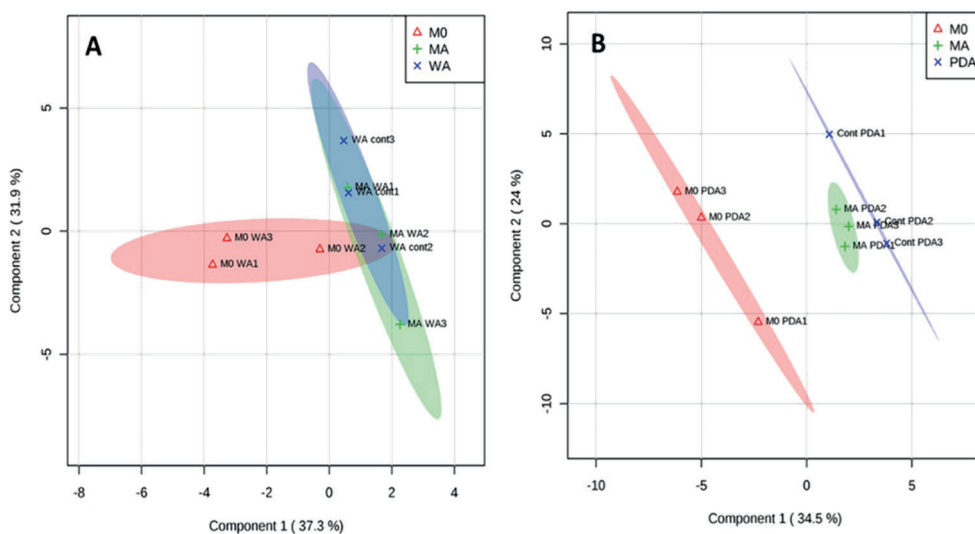 A
M0
MA
WA
5
0
-5
Component 2 ( 31.9 %)
WA cont3
MA WA1
WA cont1
MA WA2
WA cont2
M0 WA3
M0 WA2
M0 WA1
MA WA3
-8
-6
-4
-2
0
2
4
Component 1 ( 37.3 %)
B
M0
MA
PDA
10
5
0
-5
-10
Component 2 ( 24 %)
Cont PDA1
M0 PDA3
M0 PDA2
MA PDA2
Cont PDA2
MA PDA3
MA PDA1
Cont PDA3
M0 PDA1
-10
-5
0
5
Component 1 ( 34.5 %)